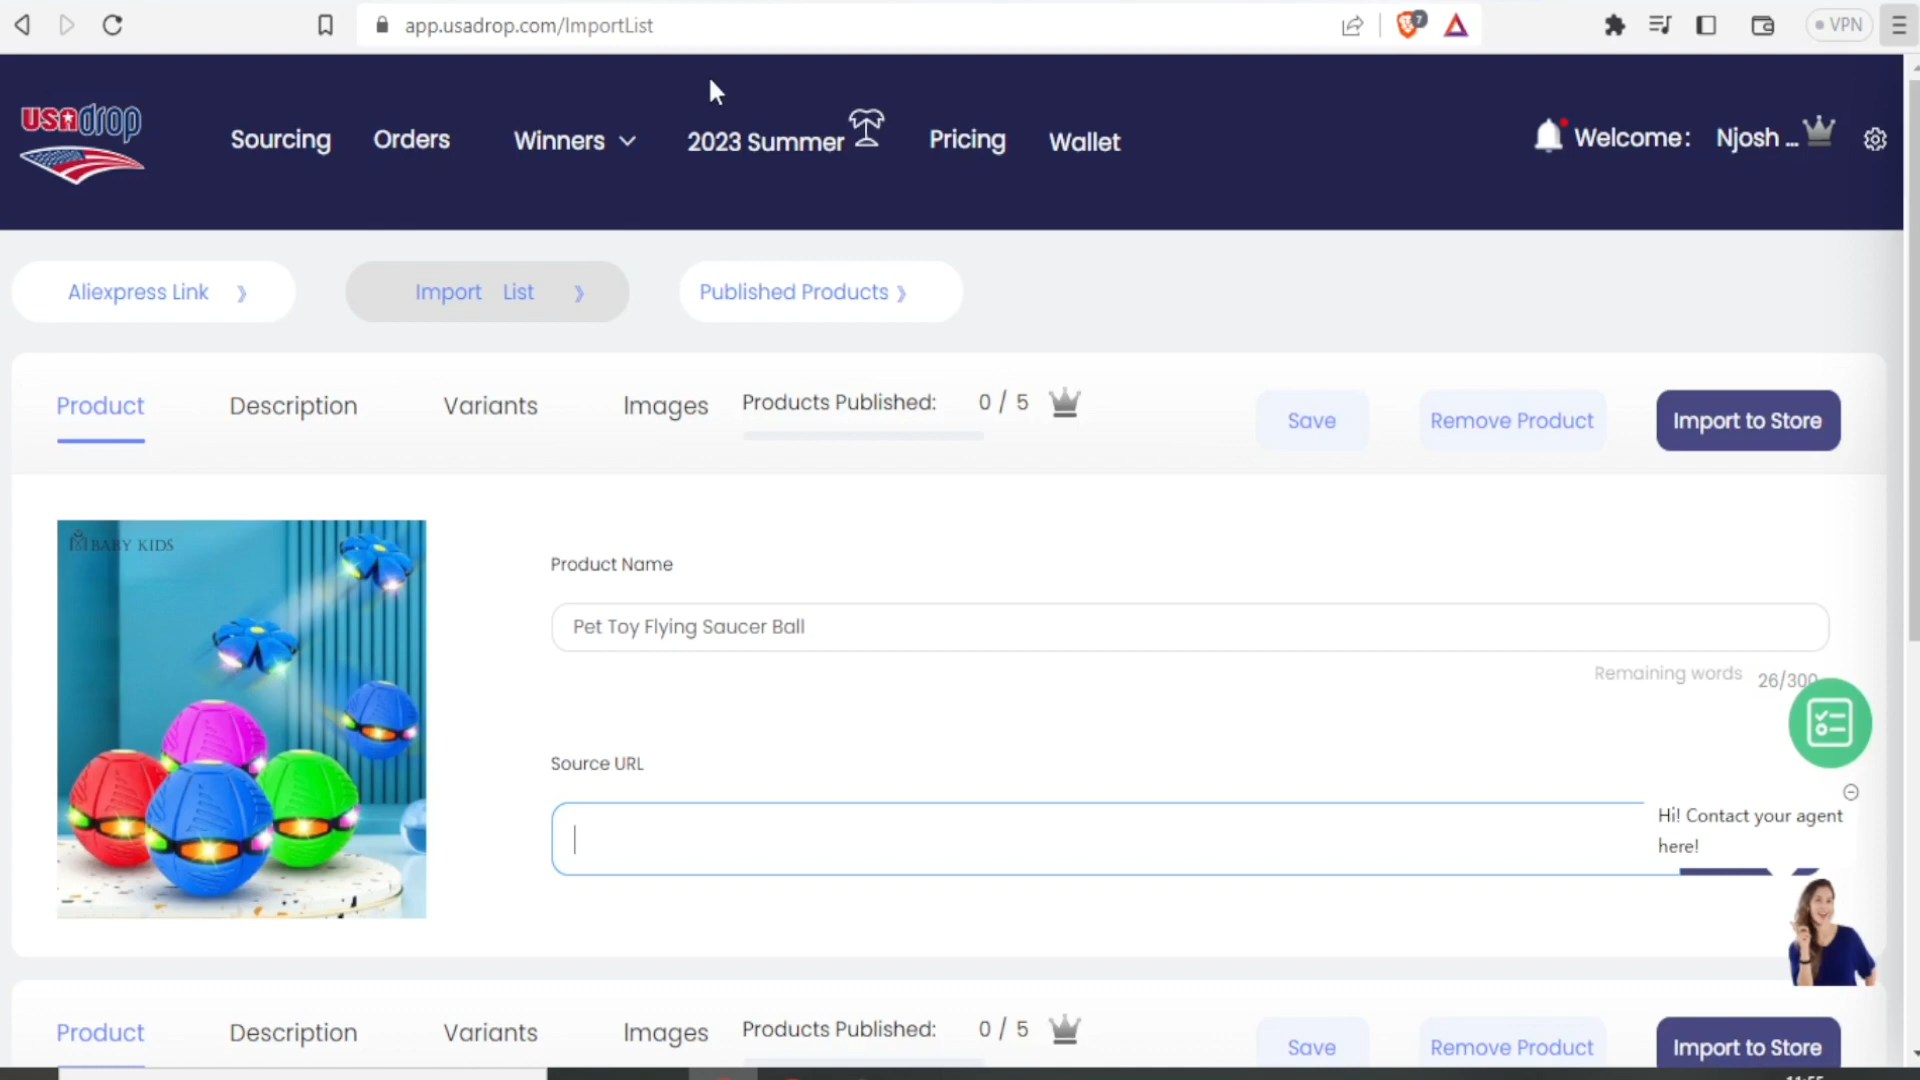 app.usadrop.com/ImportList
7
VPN
USAdrop
Sourcing
Orders
Winners
2023 Summer
Pricing
Wallet
Welcome:
Njosh ...
Aliexpress Link
Import List
Published Products
Product
Description
Variants
Images
Products Published:
0 / 5
Save
Remove Product
Import to Store
BABY KIDS
Product Name
Pet Toy Flying Saucer Ball
Remaining words 26/300
Source URL
Hi! Contact your agent
here!
Product
Description
Variants
Images
Products Published:
0 / 5
Save
Remove Product
Import to Store